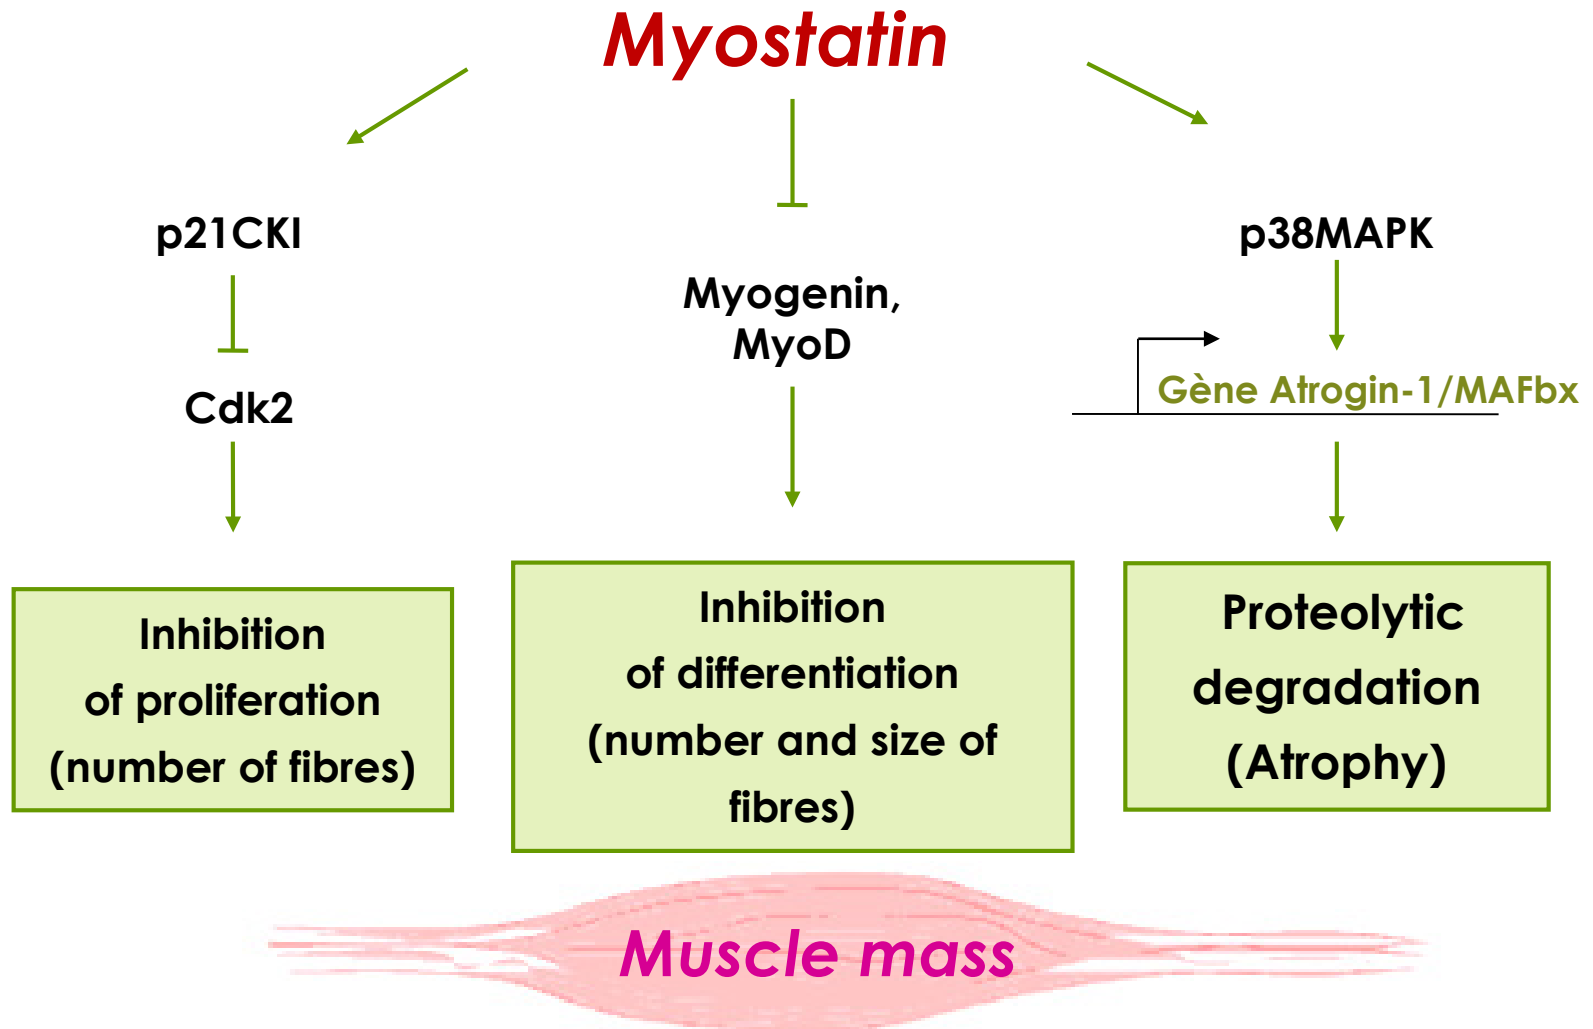 Myostatin
p21CKI
Cdk2
Inhibition
of proliferation
(number of fibres)
Myogenin,
MyoD
Inhibition
of differentiation
(number and size of
fibres)
p38MAPK
Gène Atrogin-1/MAFbx
Proteolytic
degradation
(Atrophy)
Muscle mass